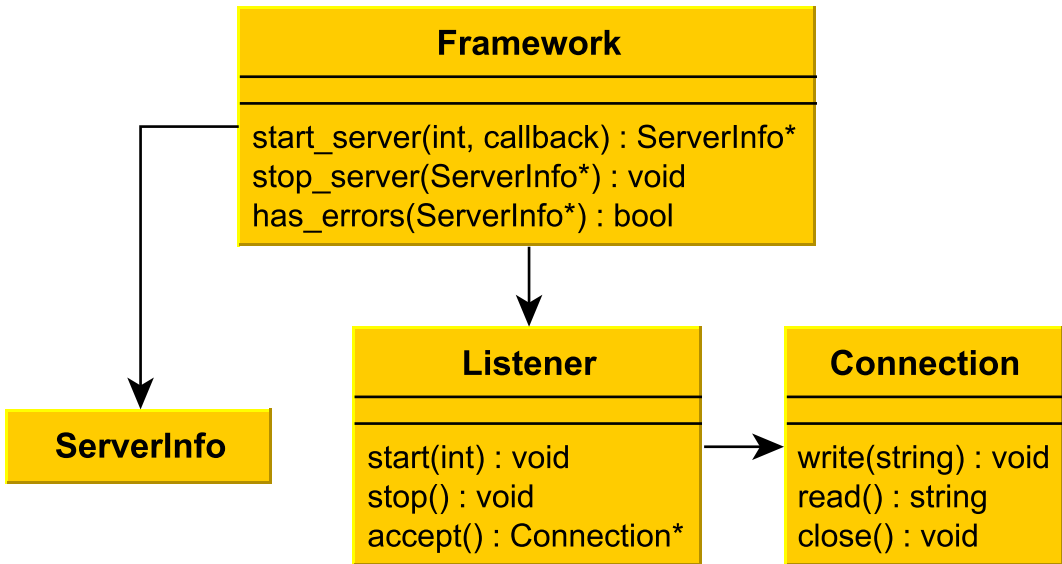 Framework
start_server(int, callback) : ServerInfo*
stop_server(ServerInfo*) : void
has_errors(ServerInfo*) : bool
ServerInfo
Listener
start(int) : void
stop() : void
accept() : Connection*
Connection
write(string) : void
read() : string
close() : void